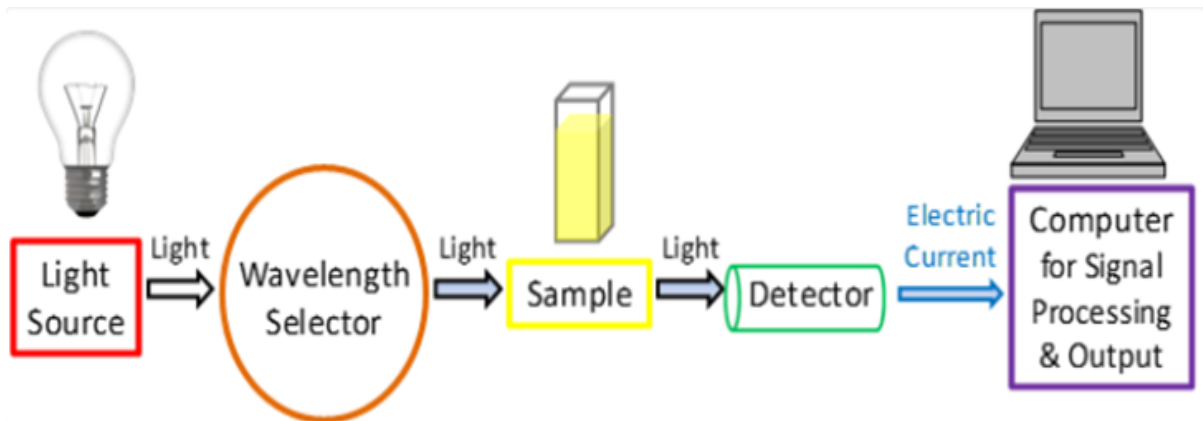 Light
Source
Light
Wavelength
Selector
Light
Sample
Light
Detector
Electric
Current
Computer
for Signal
Processing
& Output